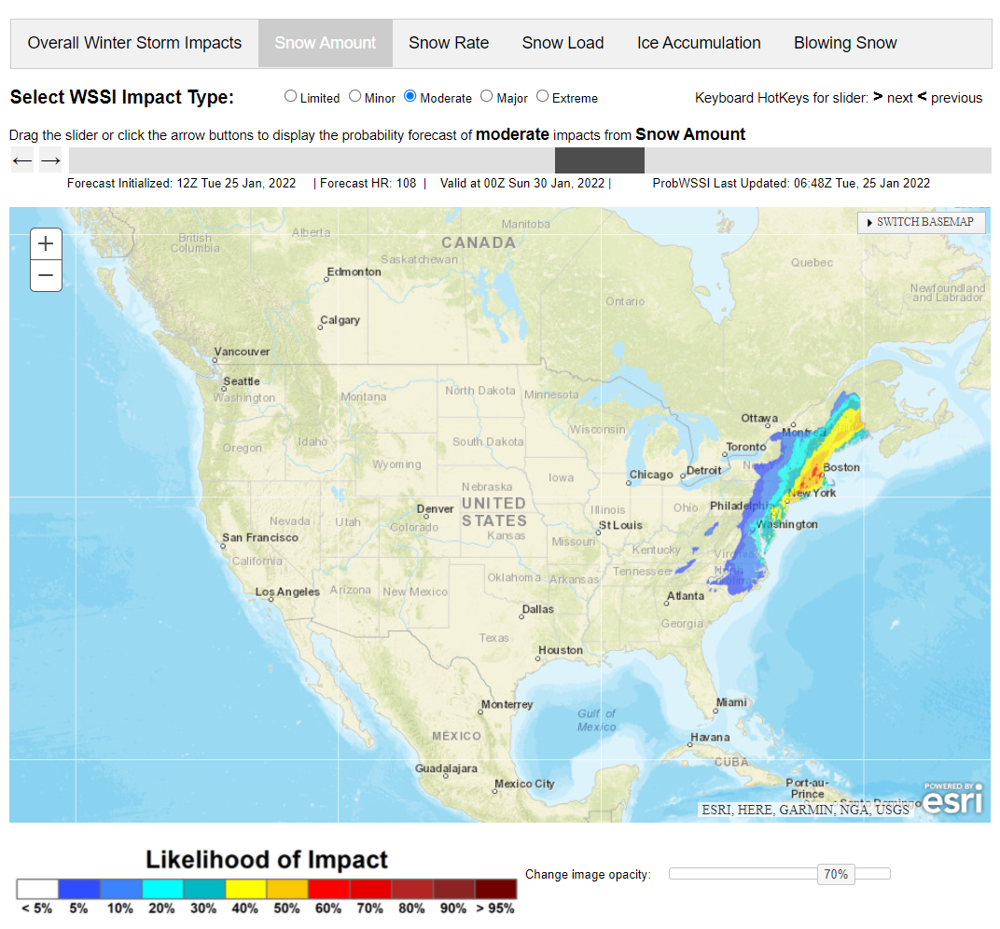 Overall Winter Storm Impacts Snow Amount Snow Rate Snow Load Ice Accumulation Blowing Snow
Select WSSI Impact Type: Limited Minor Moderate Major Extreme Keyboard HotKeys for slider: > next < previous
Drag the slider or click the arrow buttons to display the probability forecast of moderate impacts from Snow Amount
← →
Forecast Initialized: 12Z Tue 25 Jan, 2022 | Forecast HR: 108 | Valid at 00Z Sun 30 Jan, 2022 | ProbWSSI Last Updated: 06:48Z Tue, 25 Jan 2022
SWITCH BASEMAP
+
−
Manitoba
Alberta
British
Columbia
CANADA
Saskatchewan
Quebec
Edmonton
Newfoundland
and Labrador
Ontario
Calgary
Vancouver
Seattle
Washington
Montana
North Dakota
Minnesota
Ottawa
Montreal
Wisconsin
Oregon
Idaho
South Dakota
Toronto
Wyoming
Boston
Chicago
Detroit
Iowa
Nebraska
New York
UNITED
STATES
Denver
Philadelphia
Illinois
Ohio
Nevada
Utah
Colorado
Washington
St Louis
Kansas
San Francisco
Missouri
Kentucky
Virginia
California
Tennessee
North
Carolina
Oklahoma
Arkansas
Los Angeles
Arizona
New Mexico
Atlanta
Dallas
Georgia
Texas
Houston
Monterrey
Miami
Gulf of
Mexico
MÉXICO
Havana
CUBA
Guadalajara
Mexico City
Port-au-
Prince
Santo Domingo
POWERED BY
esri
ESRI, HERE, GARMIN, NGA, USGS
Likelihood of Impact
< 5% 5% 10% 20% 30% 40% 50% 60% 70% 80% 90% > 95%
Change image opacity: 70%